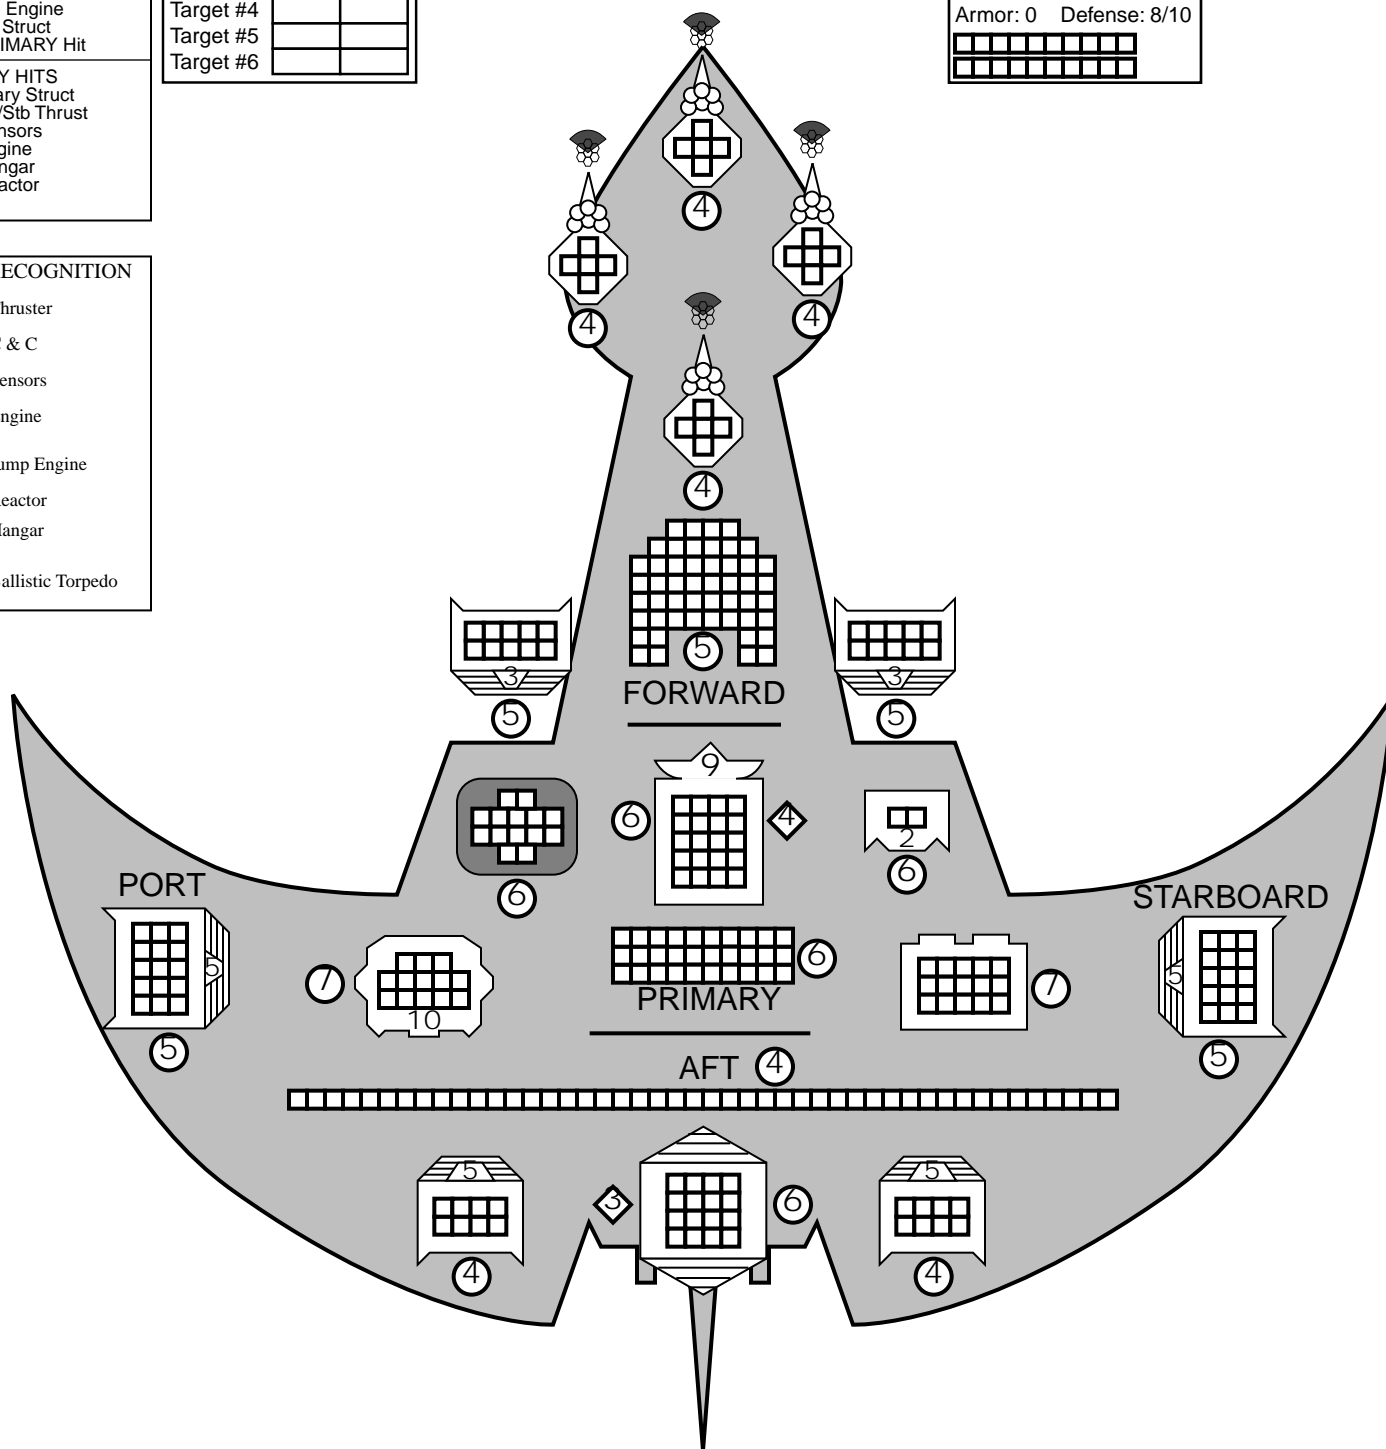 Engine
Struct
IMARY Hit
Y HITS
ary Struct
/Stb Thrust
nsors
gine
ngar
actor
Target #4
Target #5
Target #6
Armor: 0 Defense: 8/10
ECOGNITION
hruster
& C
ensors
ngine
ump Engine
eactor
angar
allistic Torpedo
4
4
4
4
5
3
3
FORWARD
5
5
9
6
4
2
6
6
PORT
STARBOARD
5
7
10
6
7
5
PRIMARY
5
5
AFT 4
5
5
3
6
4
4